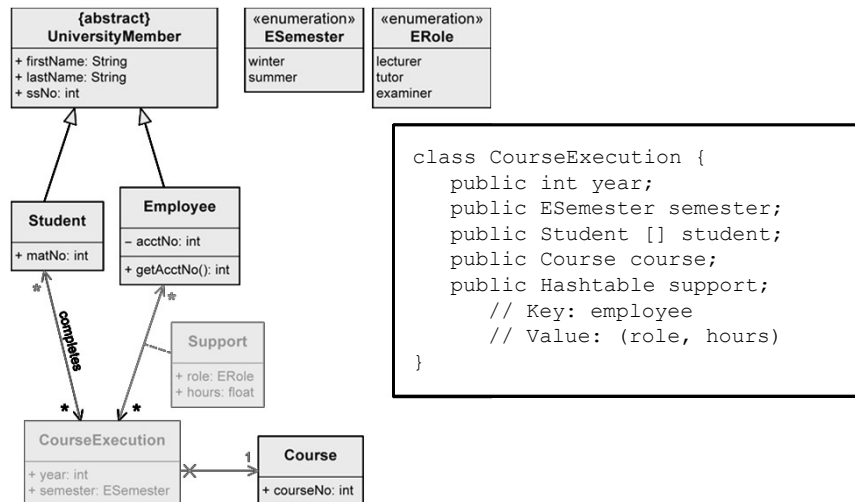 {abstract}
UniversityMember
+ firstName: String
+ lastName: String
+ ssNo: int
«enumeration»
ESemester
winter
summer
«enumeration»
ERole
lecturer
tutor
examiner
Student
+ matNo: int
Employee
– acctNo: int
+ getAcctNo(): int
*
*
completes
Support
+ role: ERole
+ hours: float
*
*
CourseExecution
+ year: int
+ semester: ESemester
1
Course
+ courseNo: int
class CourseExecution {
public int year;
public ESemester semester;
public Student [] student;
public Course course;
public Hashtable support;
// Key: employee
// Value: (role, hours)
}